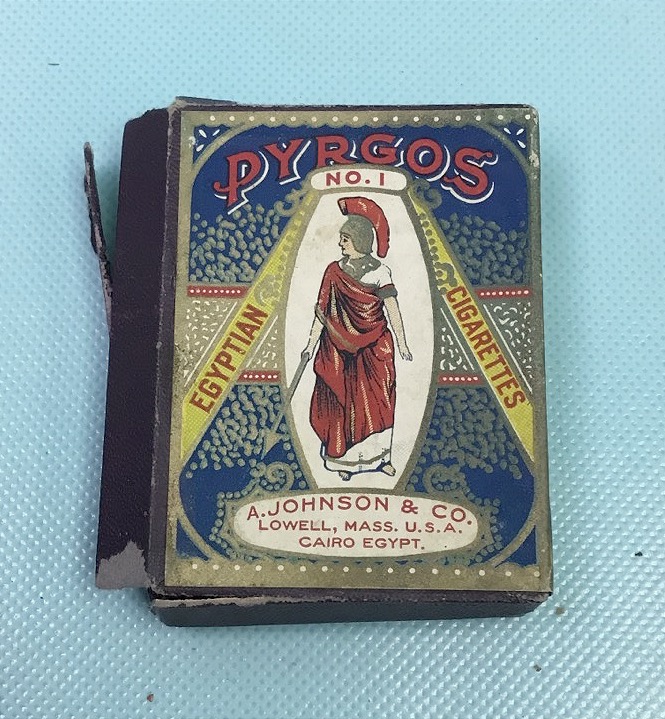 PYRGOS
NO. 1
EGYPTIAN
CIGARETTES
A. JOHNSON & CO.
LOWELL, MASS. U.S.A.
CAIRO EGYPT.